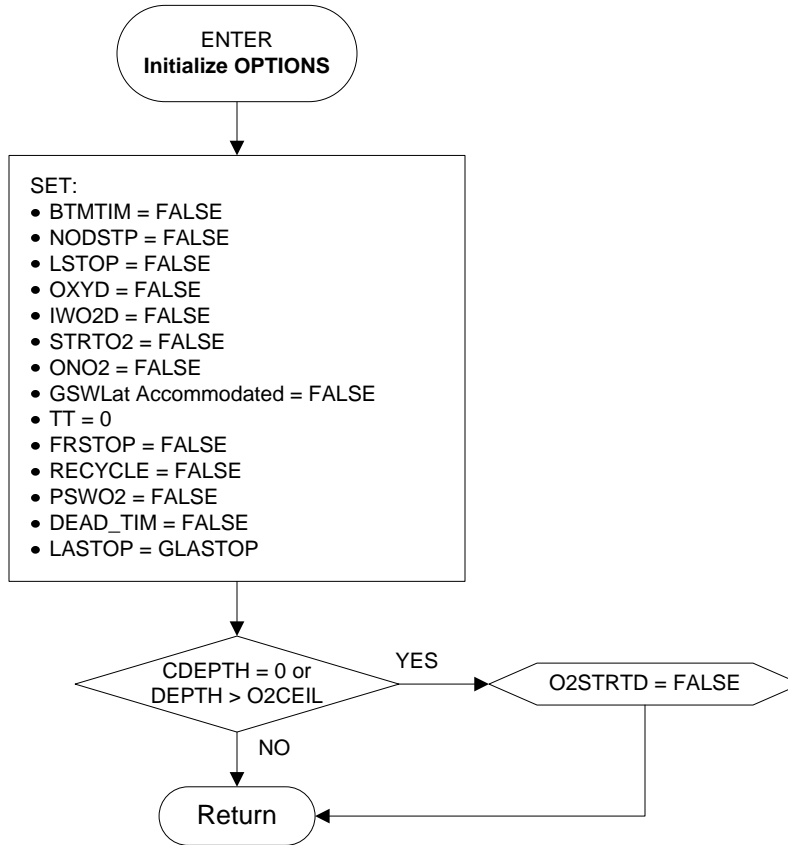 ENTER
Initialize OPTIONS
SET:
• BTMTIM = FALSE
• NODSTP = FALSE
• LSTOP = FALSE
• OXYD = FALSE
• IWO2D = FALSE
• STRTO2 = FALSE
• ONO2 = FALSE
• GSWLat Accommodated = FALSE
• TT = 0
• FRSTOP = FALSE
• RECYCLE = FALSE
• PSWO2 = FALSE
• DEAD_TIM = FALSE
• LASTOP = GLASTOP
CDEPTH = 0 or
DEPTH > O2CEIL
YES
O2STRTD = FALSE
NO
Return